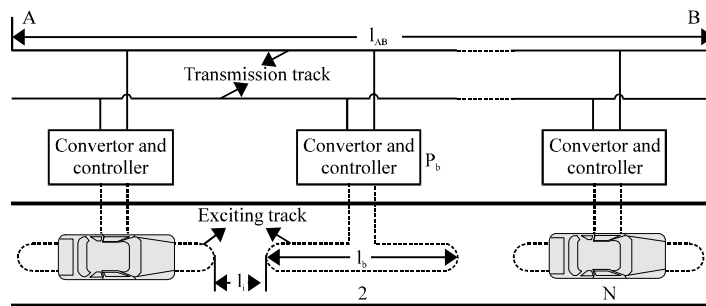 A
B
l_AB
Transmission track
Convertor and
controller
Convertor and
controller
P_b
Convertor and
controller
Exciting track
l_i
l_b
2
N